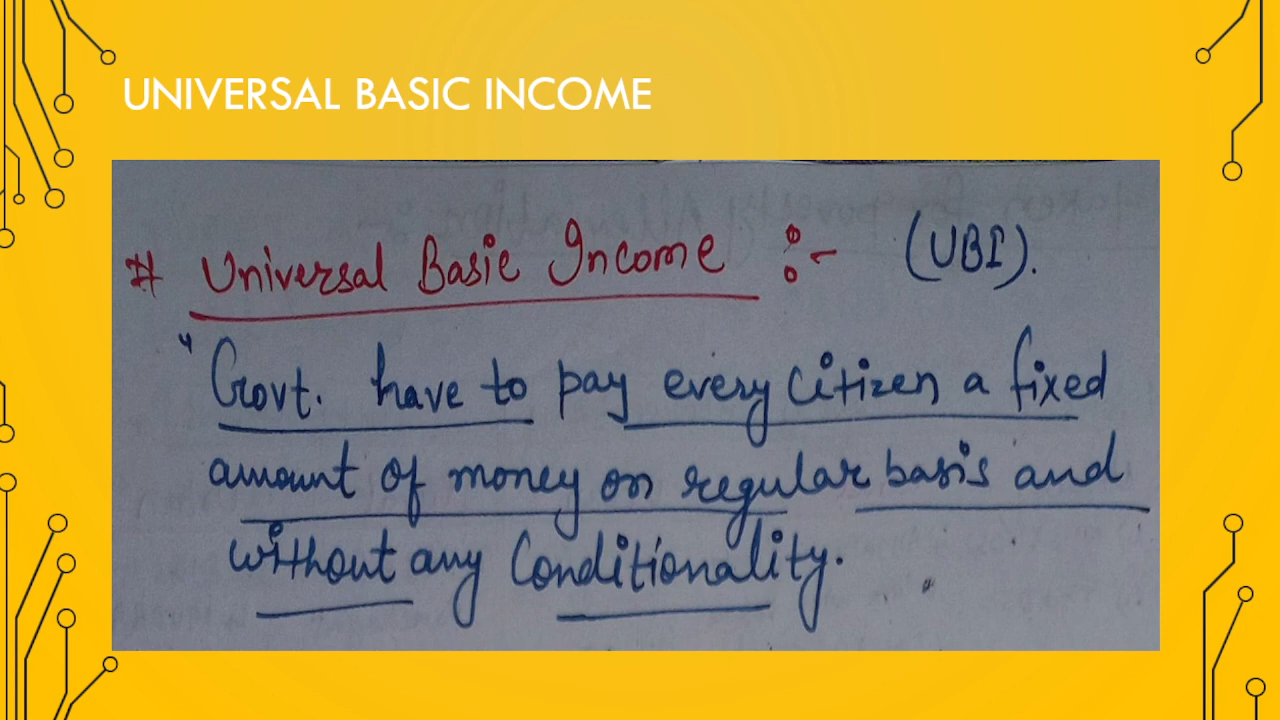 UNIVERSAL BASIC INCOME
# Universal Basic Income :- (UBI).
" Govt. have to pay every citizen a fixed
amount of money on regular basis and
without any Conditionality.